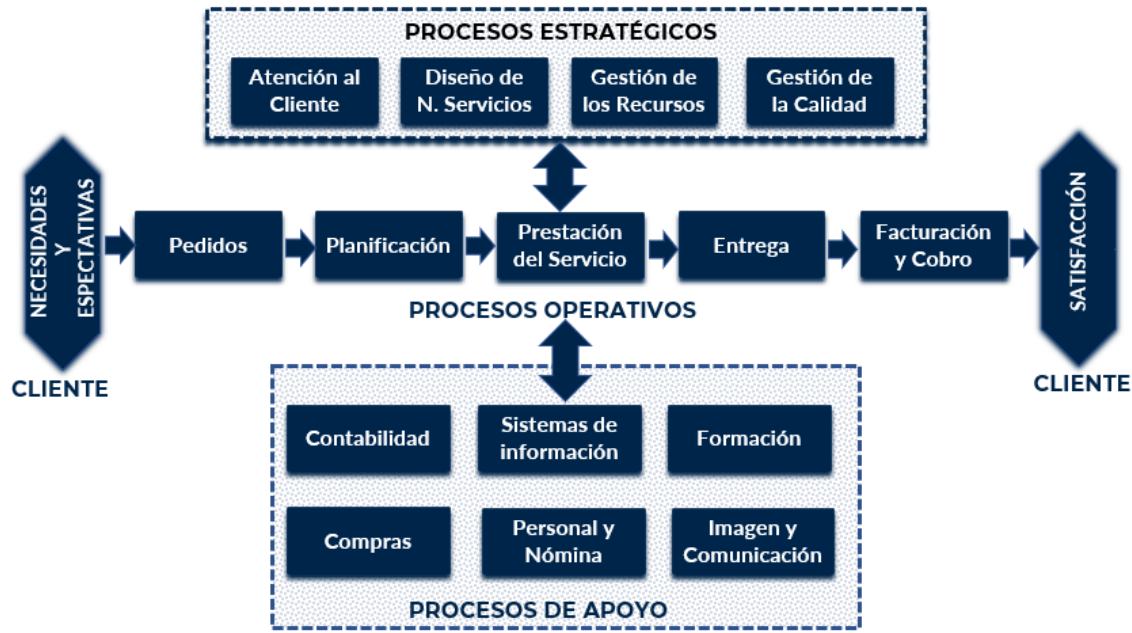 PROCESOS ESTRATÉGICOS
Atención al
Cliente
Diseño de
N. Servicios
Gestión de
los Recursos
Gestión de
la Calidad
NECESIDADES
Y
ESPECTATIVAS
CLIENTE
Pedidos
Planificación
Prestación
del Servicio
Entrega
Facturación
y Cobro
SATISFACCIÓN
CLIENTE
PROCESOS OPERATIVOS
Contabilidad
Sistemas de
información
Formación
Compras
Personal y
Nómina
Imagen y
Comunicación
PROCESOS DE APOYO